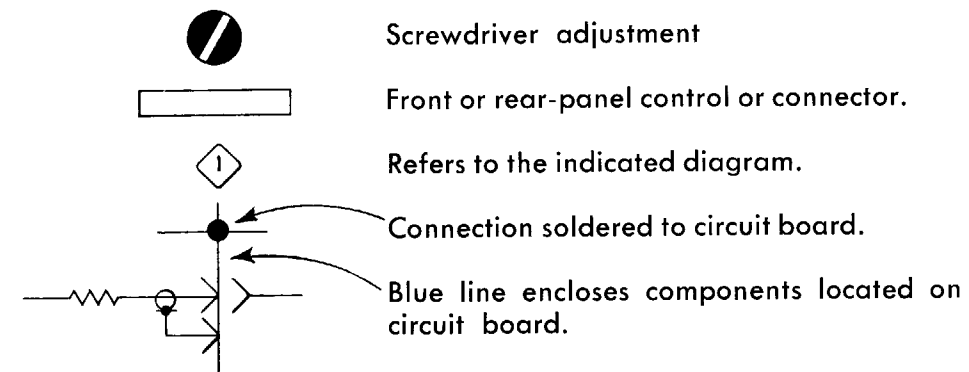 Screwdriver adjustment
Front or rear-panel control or connector.
1
Refers to the indicated diagram.
Connection soldered to circuit board.
Blue line encloses components located on
circuit board.